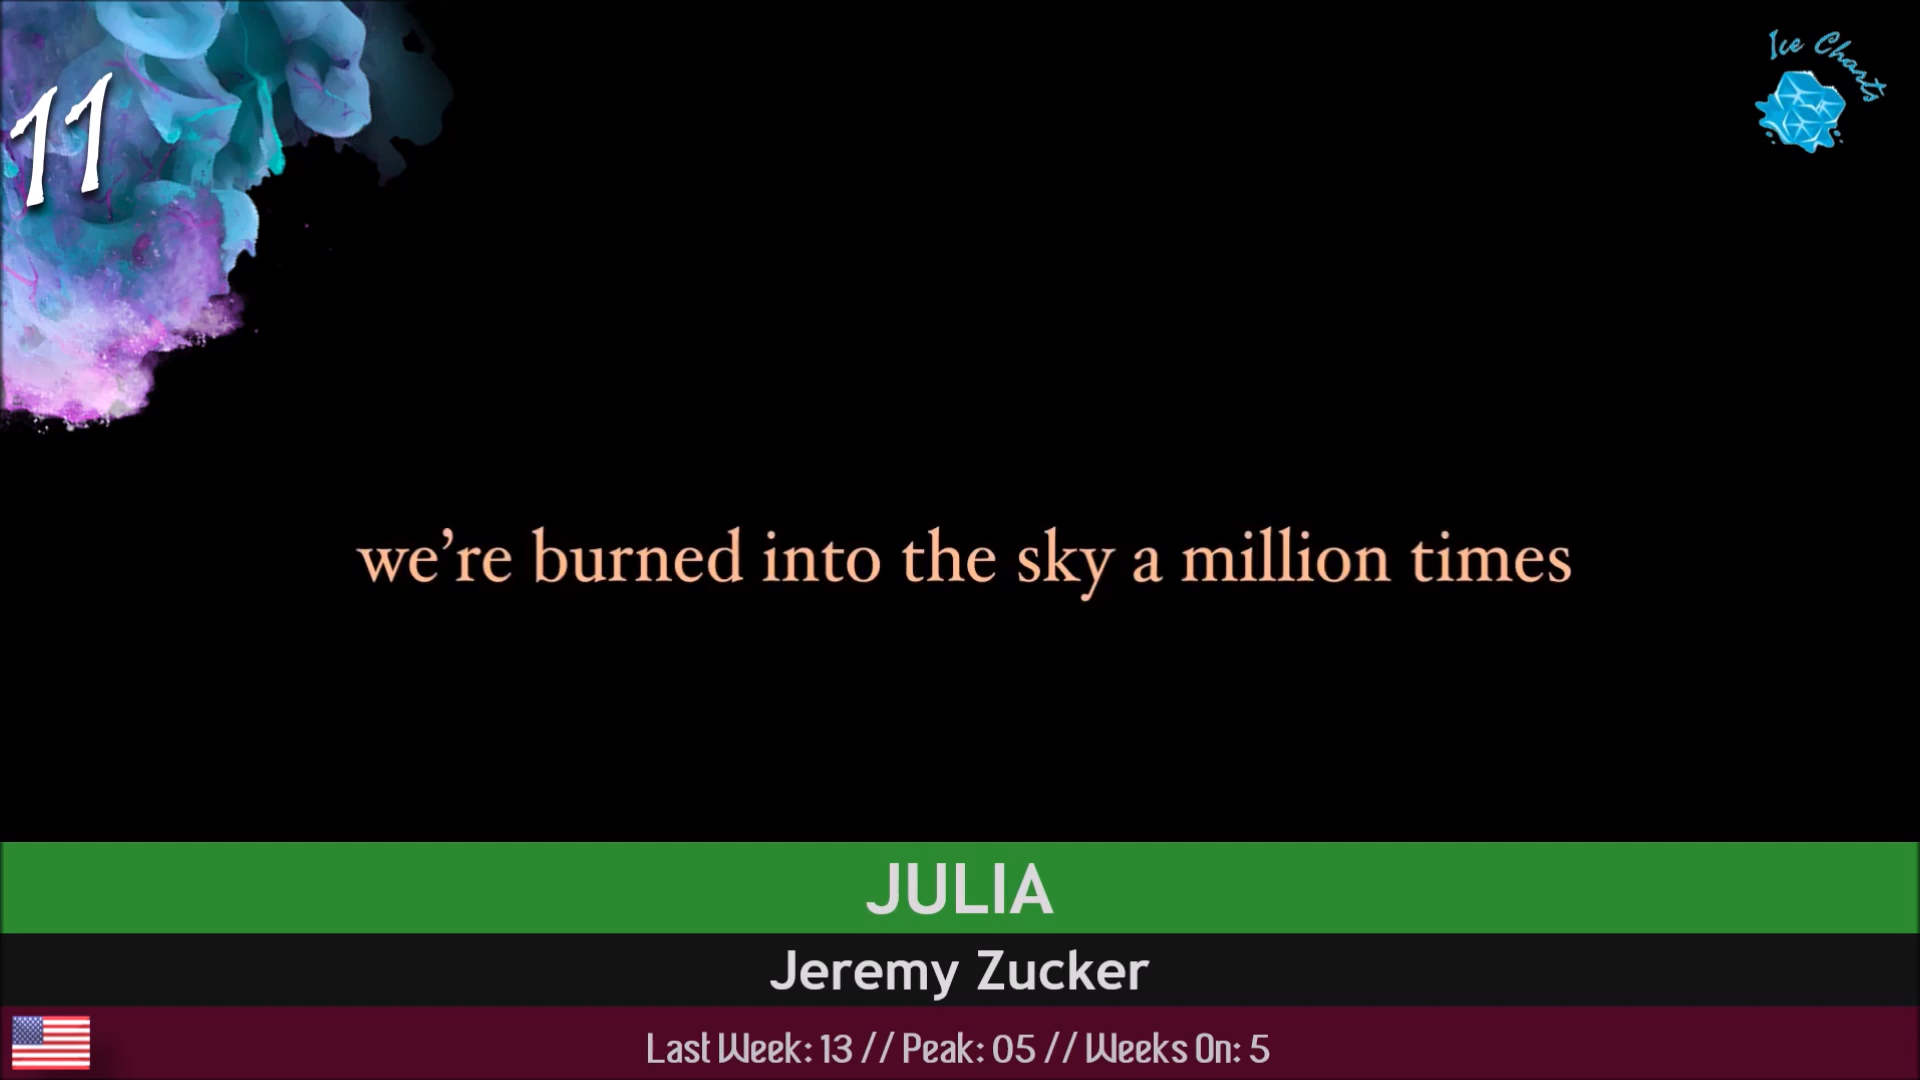 11
Ice Charts
we’re burned into the sky a million times
JULIA
Jeremy Zucker
Last Week: 13 // Peak: 05 // Weeks On: 5